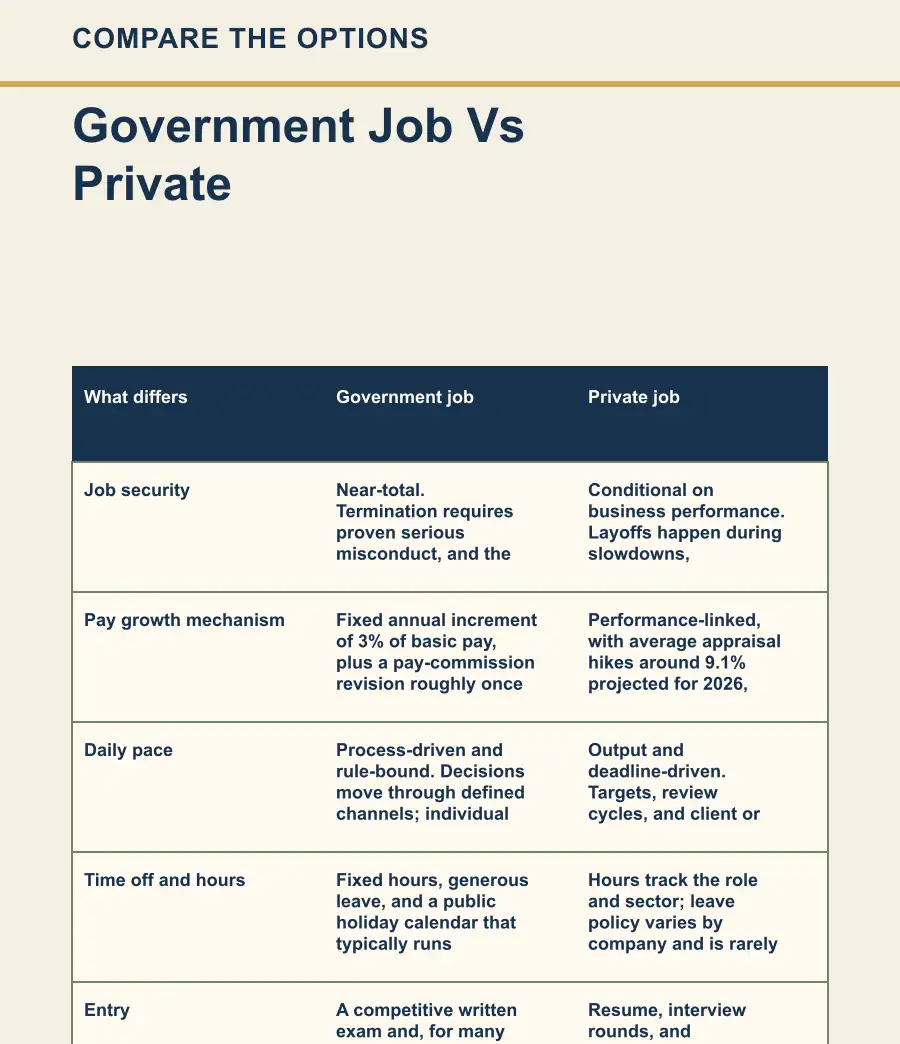 COMPARE THE OPTIONS
Government Job Vs
Private
What differs
Government job
Private job
Job security
Near-total.
Termination requires
proven serious
misconduct, and the
Conditional on
business performance.
Layoffs happen during
slowdowns,
Pay growth mechanism
Fixed annual increment
of 3% of basic pay,
plus a pay-commission
revision roughly once
Performance-linked,
with average appraisal
hikes around 9.1%
projected for 2026,
Daily pace
Process-driven and
rule-bound. Decisions
move through defined
channels; individual
Output and
deadline-driven.
Targets, review
cycles, and client or
Time off and hours
Fixed hours, generous
leave, and a public
holiday calendar that
typically runs
Hours track the role
and sector; leave
policy varies by
company and is rarely
Entry
A competitive written
exam and, for many
Resume, interview
rounds, and